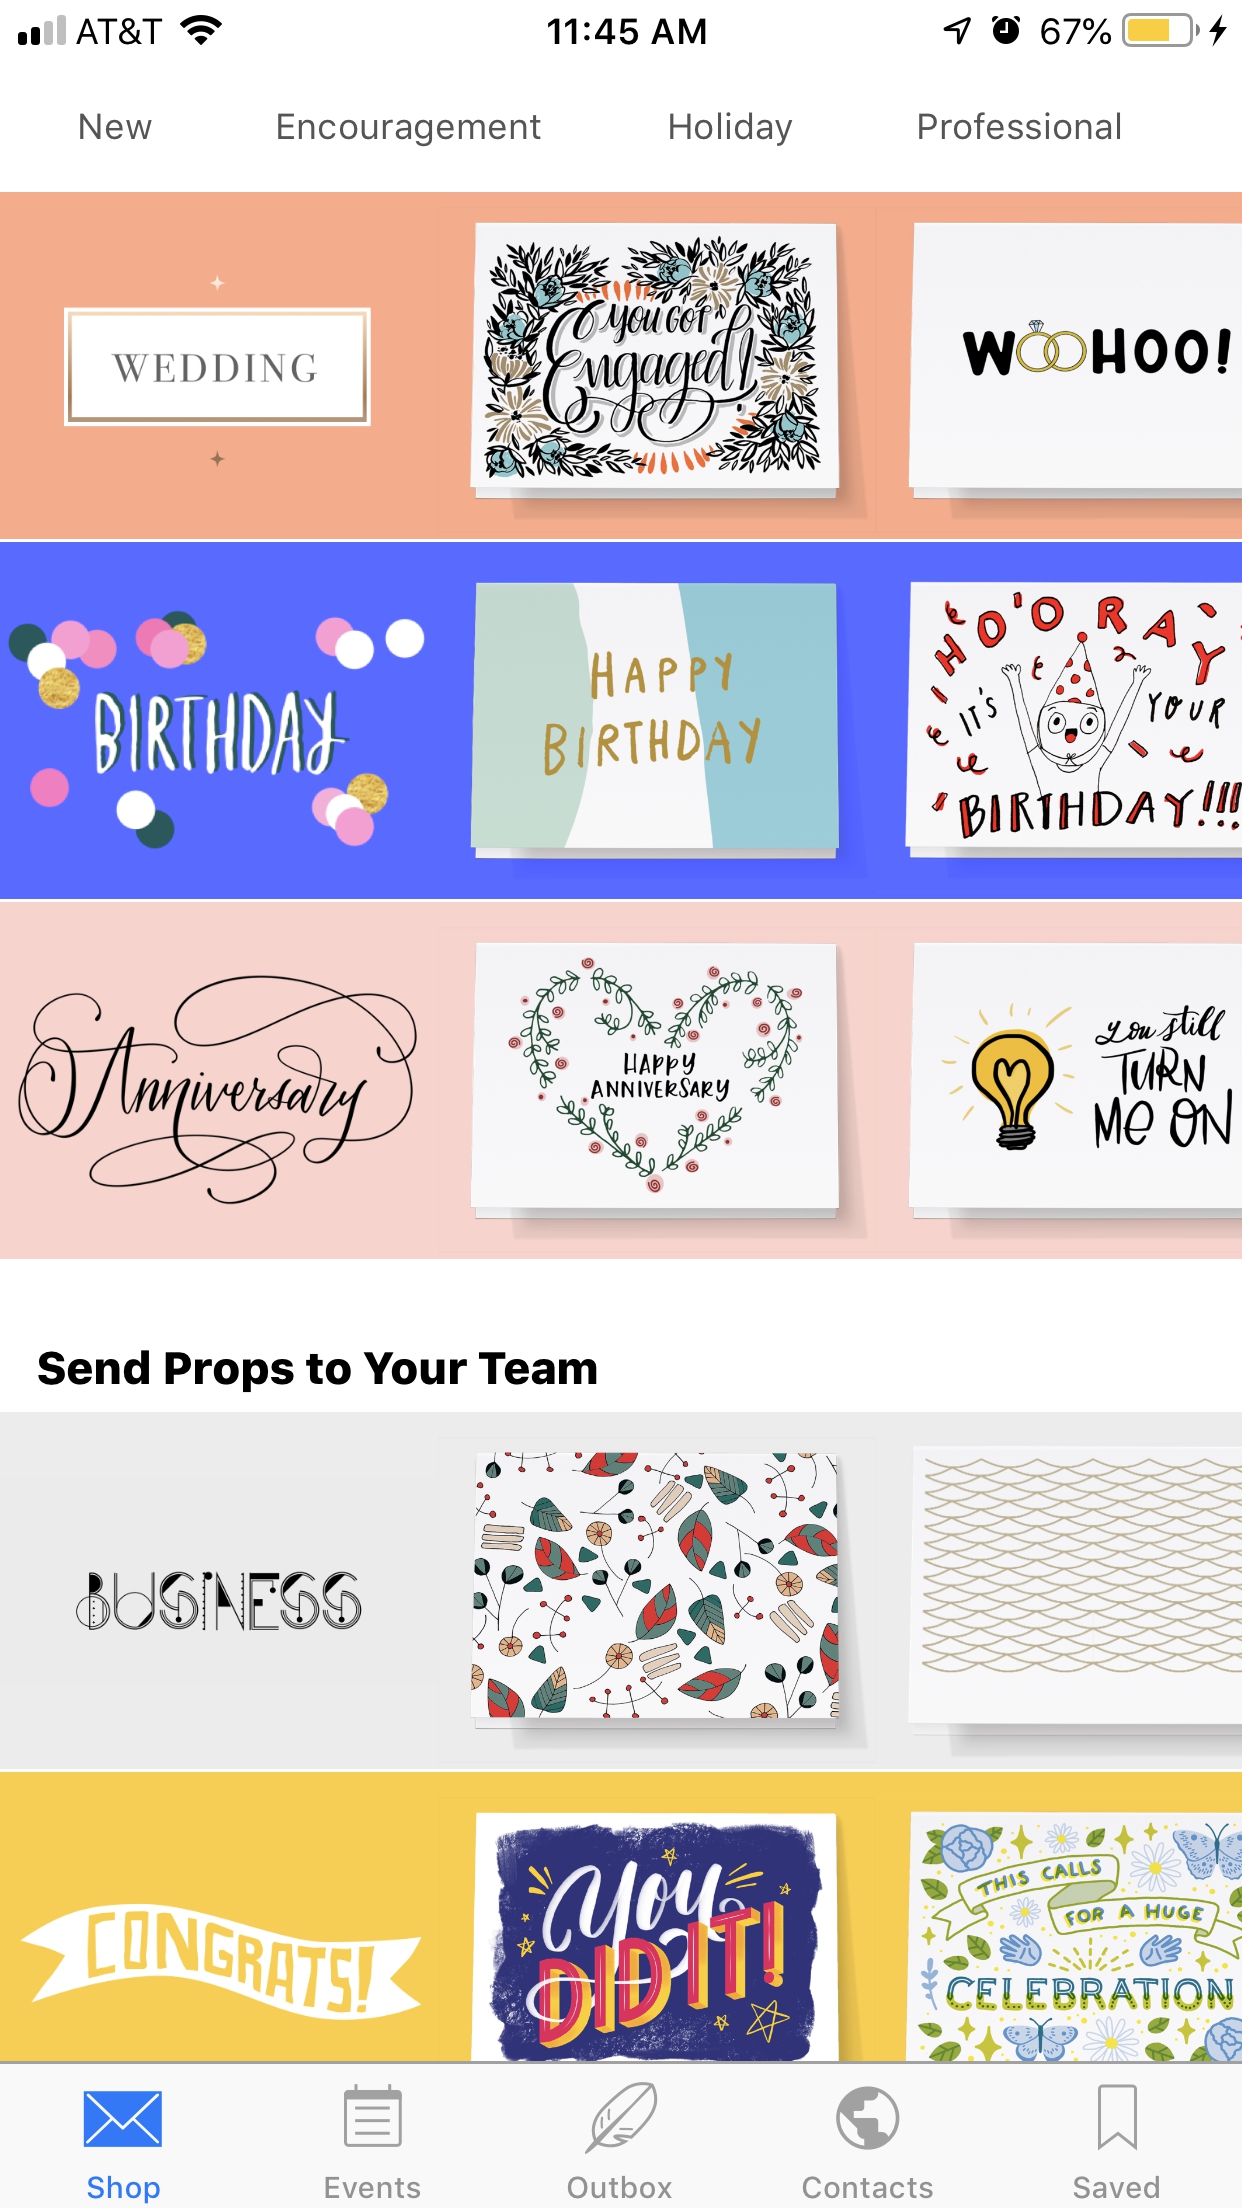 AT&T 11:45 AM 67%
New Encouragement Holiday Professional
WEDDING
YOU GOT
Engaged!
WOOHOO!
BIRTHDAY
HAPPY
BIRTHDAY
HO'O RAY
IT'S YOUR
BIRTHDAY!!!
Anniversary
HAPPY
ANNIVERSARY
you still
TURN
ME ON
Send Props to Your Team
BUSINESS
CONGRATS!
You
DID IT!
THIS CALLS
FOR A HUGE
CELEBRATION
Shop Events Outbox Contacts Saved